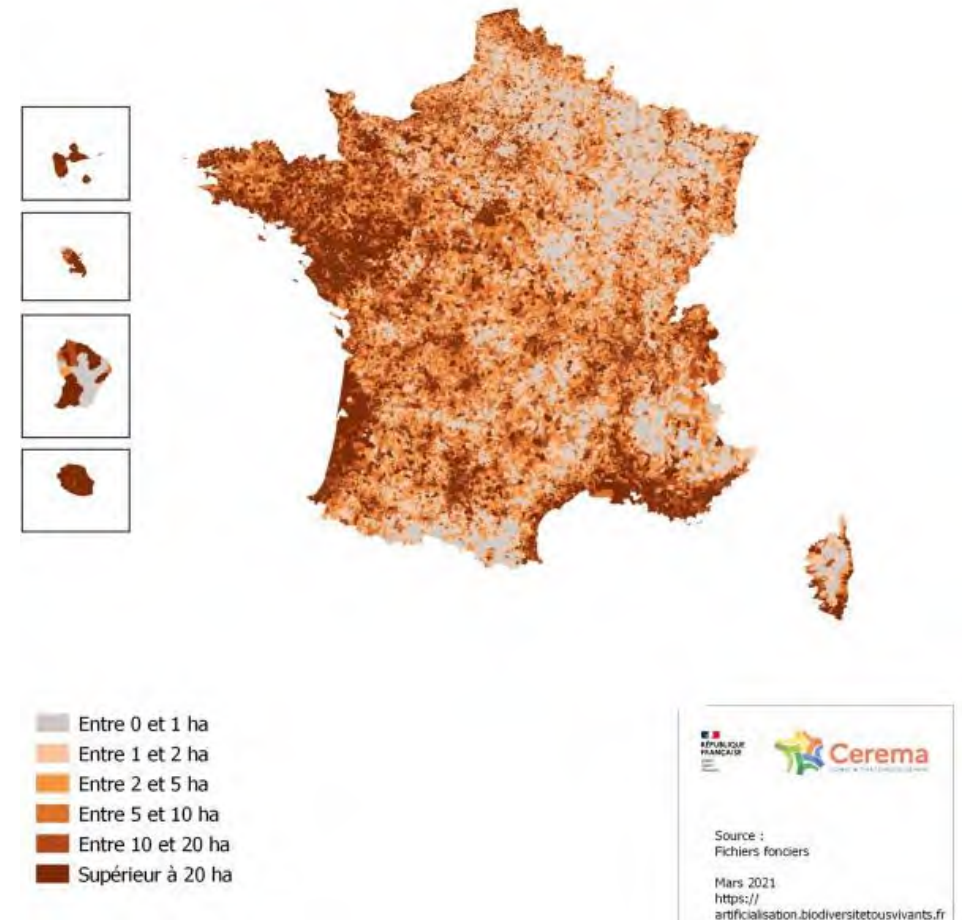 Entre 0 et 1 ha
Entre 1 et 2 ha
Entre 2 et 5 ha
Entre 5 et 10 ha
Entre 10 et 20 ha
Supérieur à 20 ha
RÉPUBLIQUE
FRANÇAISE
Cerema
Source :
Fichiers fonciers
Mars 2021
https://
artificialisation.biodiversitetousvivants.fr